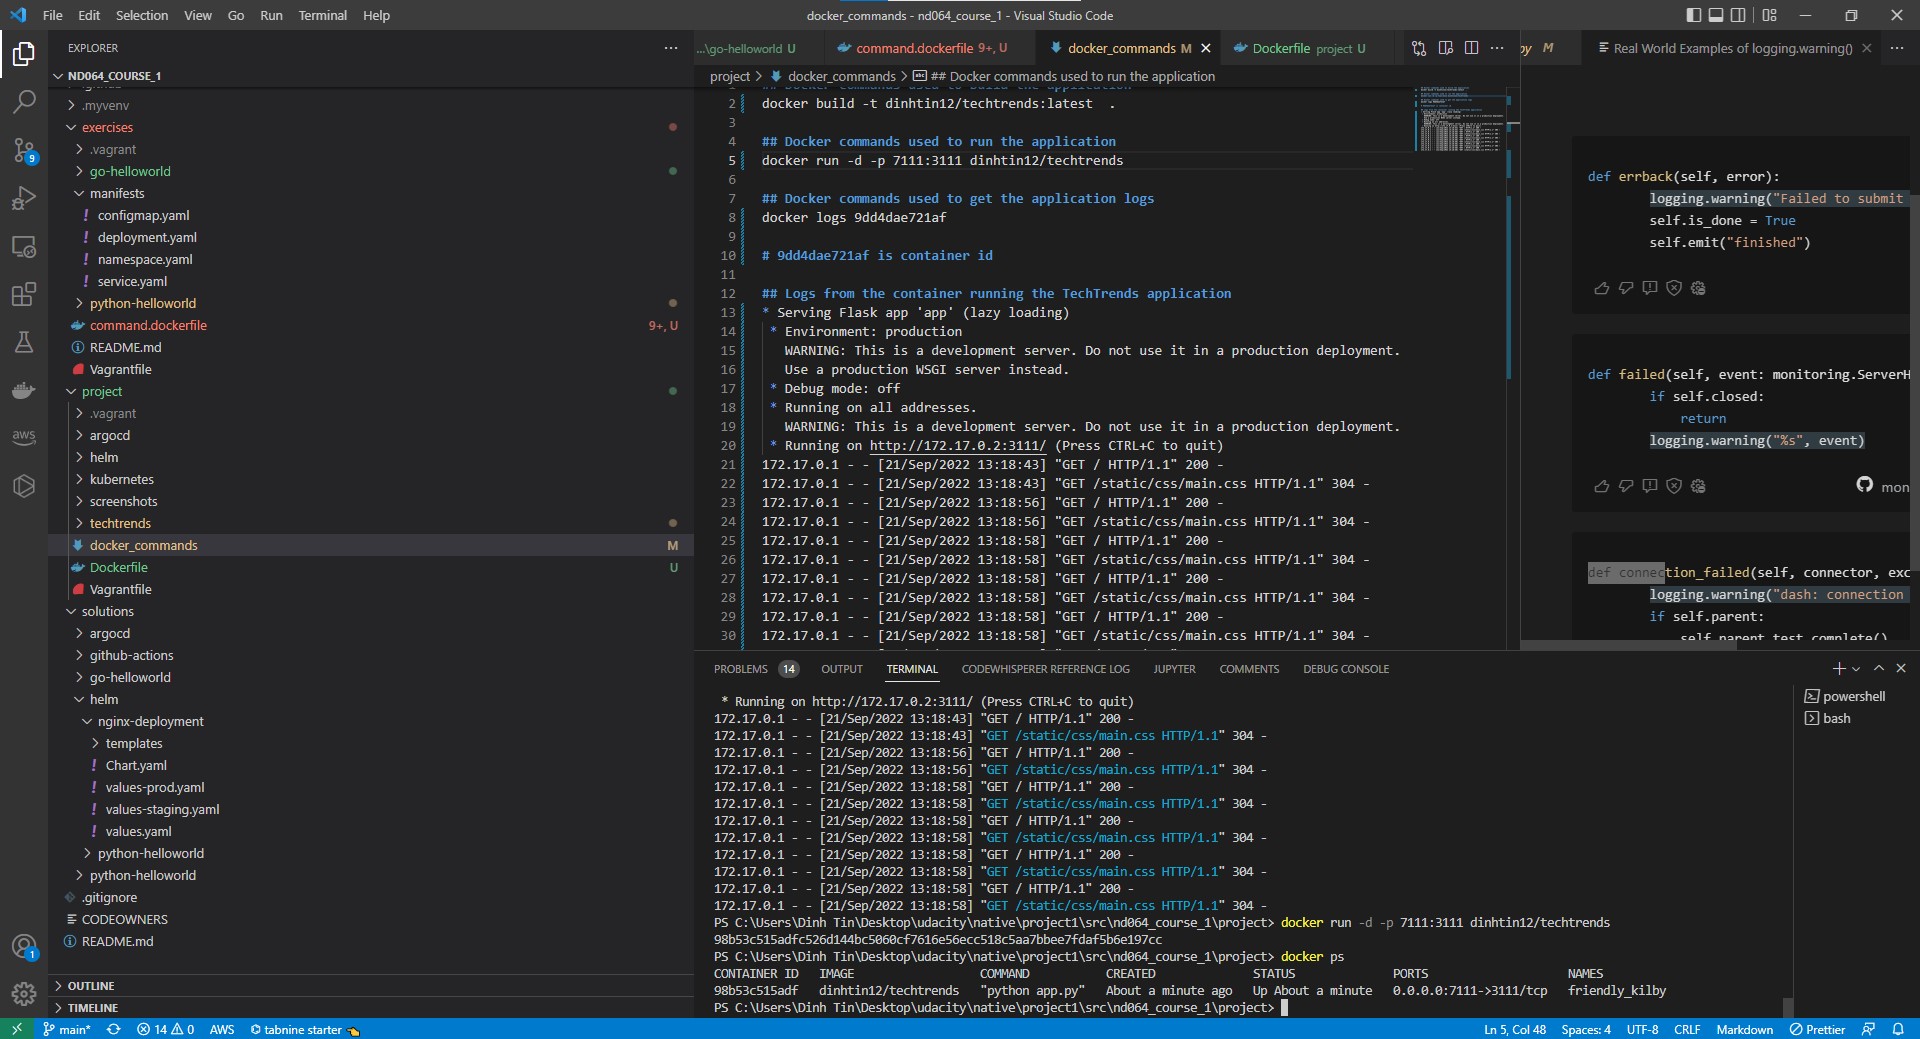 File Edit Selection View Go Run Terminal Help
docker_commands - nd064_course_1 - Visual Studio Code
EXPLORER
ND064_COURSE_1
.myvenv
exercises
.vagrant
go-helloworld
manifests
! configmap.yaml
! deployment.yaml
! namespace.yaml
! service.yaml
python-helloworld
command.dockerfile 9+, U
README.md
Vagrantfile
project
.vagrant
argocd
helm
kubernetes
screenshots
techtrends
docker_commands M
Dockerfile U
Vagrantfile
solutions
argocd
github-actions
go-helloworld
helm
nginx-deployment
templates
! Chart.yaml
! values-prod.yaml
! values-staging.yaml
! values.yaml
python-helloworld
python-helloworld
.gitignore
CODEOWNERS
README.md
OUTLINE
TIMELINE
9
aws
1
...\go-helloworld U command.dockerfile 9+, U docker_commands M Dockerfile project U
project > docker_commands > ## Docker commands used to run the application
1 ## Docker commands used to build the application
2 docker build -t dinhtin12/techtrends:latest  .
3
4 ## Docker commands used to run the application
5 docker run -d -p 7111:3111 dinhtin12/techtrends
6
7 ## Docker commands used to get the application logs
8 docker logs 9dd4dae721af
9
10 # 9dd4dae721af is container id
11
12 ## Logs from the container running the TechTrends application
13 * Serving Flask app 'app' (lazy loading)
14 * Environment: production
15 WARNING: This is a development server. Do not use it in a production deployment.
16 Use a production WSGI server instead.
17 * Debug mode: off
18 * Running on all addresses.
19 WARNING: This is a development server. Do not use it in a production deployment.
20 * Running on http://172.17.0.2:3111/ (Press CTRL+C to quit)
21 172.17.0.1 - - [21/Sep/2022 13:18:43] "GET / HTTP/1.1" 200 -
22 172.17.0.1 - - [21/Sep/2022 13:18:43] "GET /static/css/main.css HTTP/1.1" 304 -
23 172.17.0.1 - - [21/Sep/2022 13:18:56] "GET / HTTP/1.1" 200 -
24 172.17.0.1 - - [21/Sep/2022 13:18:56] "GET /static/css/main.css HTTP/1.1" 304 -
25 172.17.0.1 - - [21/Sep/2022 13:18:58] "GET / HTTP/1.1" 200 -
26 172.17.0.1 - - [21/Sep/2022 13:18:58] "GET /static/css/main.css HTTP/1.1" 304 -
27 172.17.0.1 - - [21/Sep/2022 13:18:58] "GET / HTTP/1.1" 200 -
28 172.17.0.1 - - [21/Sep/2022 13:18:58] "GET /static/css/main.css HTTP/1.1" 304 -
29 172.17.0.1 - - [21/Sep/2022 13:18:58] "GET / HTTP/1.1" 200 -
30 172.17.0.1 - - [21/Sep/2022 13:18:58] "GET /static/css/main.css HTTP/1.1" 304 -
py M Real World Examples of logging.warning()
def errback(self, error):
logging.warning("Failed to submit
self.is_done = True
self.emit("finished")
def failed(self, event: monitoring.ServerH
if self.closed:
return
logging.warning("%s", event)
mon
def connection_failed(self, connector, exc
logging.warning("dash: connection
if self.parent:
self.parent.test_complete()
PROBLEMS 14 OUTPUT TERMINAL CODEWHISPERER REFERENCE LOG JUPYTER COMMENTS DEBUG CONSOLE
* Running on http://172.17.0.2:3111/ (Press CTRL+C to quit)
172.17.0.1 - - [21/Sep/2022 13:18:43] "GET / HTTP/1.1" 200 -
172.17.0.1 - - [21/Sep/2022 13:18:43] "GET /static/css/main.css HTTP/1.1" 304 -
172.17.0.1 - - [21/Sep/2022 13:18:56] "GET / HTTP/1.1" 200 -
172.17.0.1 - - [21/Sep/2022 13:18:56] "GET /static/css/main.css HTTP/1.1" 304 -
172.17.0.1 - - [21/Sep/2022 13:18:58] "GET / HTTP/1.1" 200 -
172.17.0.1 - - [21/Sep/2022 13:18:58] "GET /static/css/main.css HTTP/1.1" 304 -
172.17.0.1 - - [21/Sep/2022 13:18:58] "GET / HTTP/1.1" 200 -
172.17.0.1 - - [21/Sep/2022 13:18:58] "GET /static/css/main.css HTTP/1.1" 304 -
172.17.0.1 - - [21/Sep/2022 13:18:58] "GET / HTTP/1.1" 200 -
172.17.0.1 - - [21/Sep/2022 13:18:58] "GET /static/css/main.css HTTP/1.1" 304 -
172.17.0.1 - - [21/Sep/2022 13:18:58] "GET / HTTP/1.1" 200 -
172.17.0.1 - - [21/Sep/2022 13:18:58] "GET /static/css/main.css HTTP/1.1" 304 -
PS C:\Users\Dinh Tin\Desktop\udacity\native\project1\src\nd064_course_1\project> docker run -d -p 7111:3111 dinhtin12/techtrends
98b53c515adfc526d144bc5060cf7616e56ecc518c5aa7bbee7fdaf5b6e197cc
PS C:\Users\Dinh Tin\Desktop\udacity\native\project1\src\nd064_course_1\project> docker ps
CONTAINER ID IMAGE COMMAND CREATED STATUS PORTS NAMES
98b53c515adf dinhtin12/techtrends "python app.py" About a minute ago Up About a minute 0.0.0.0:7111->3111/tcp friendly_kilby
PS C:\Users\Dinh Tin\Desktop\udacity\native\project1\src\nd064_course_1\project>
powershell
bash
main* 14 0 AWS tabnine starter Ln 5, Col 48 Spaces: 4 UTF-8 CRLF Markdown Prettier